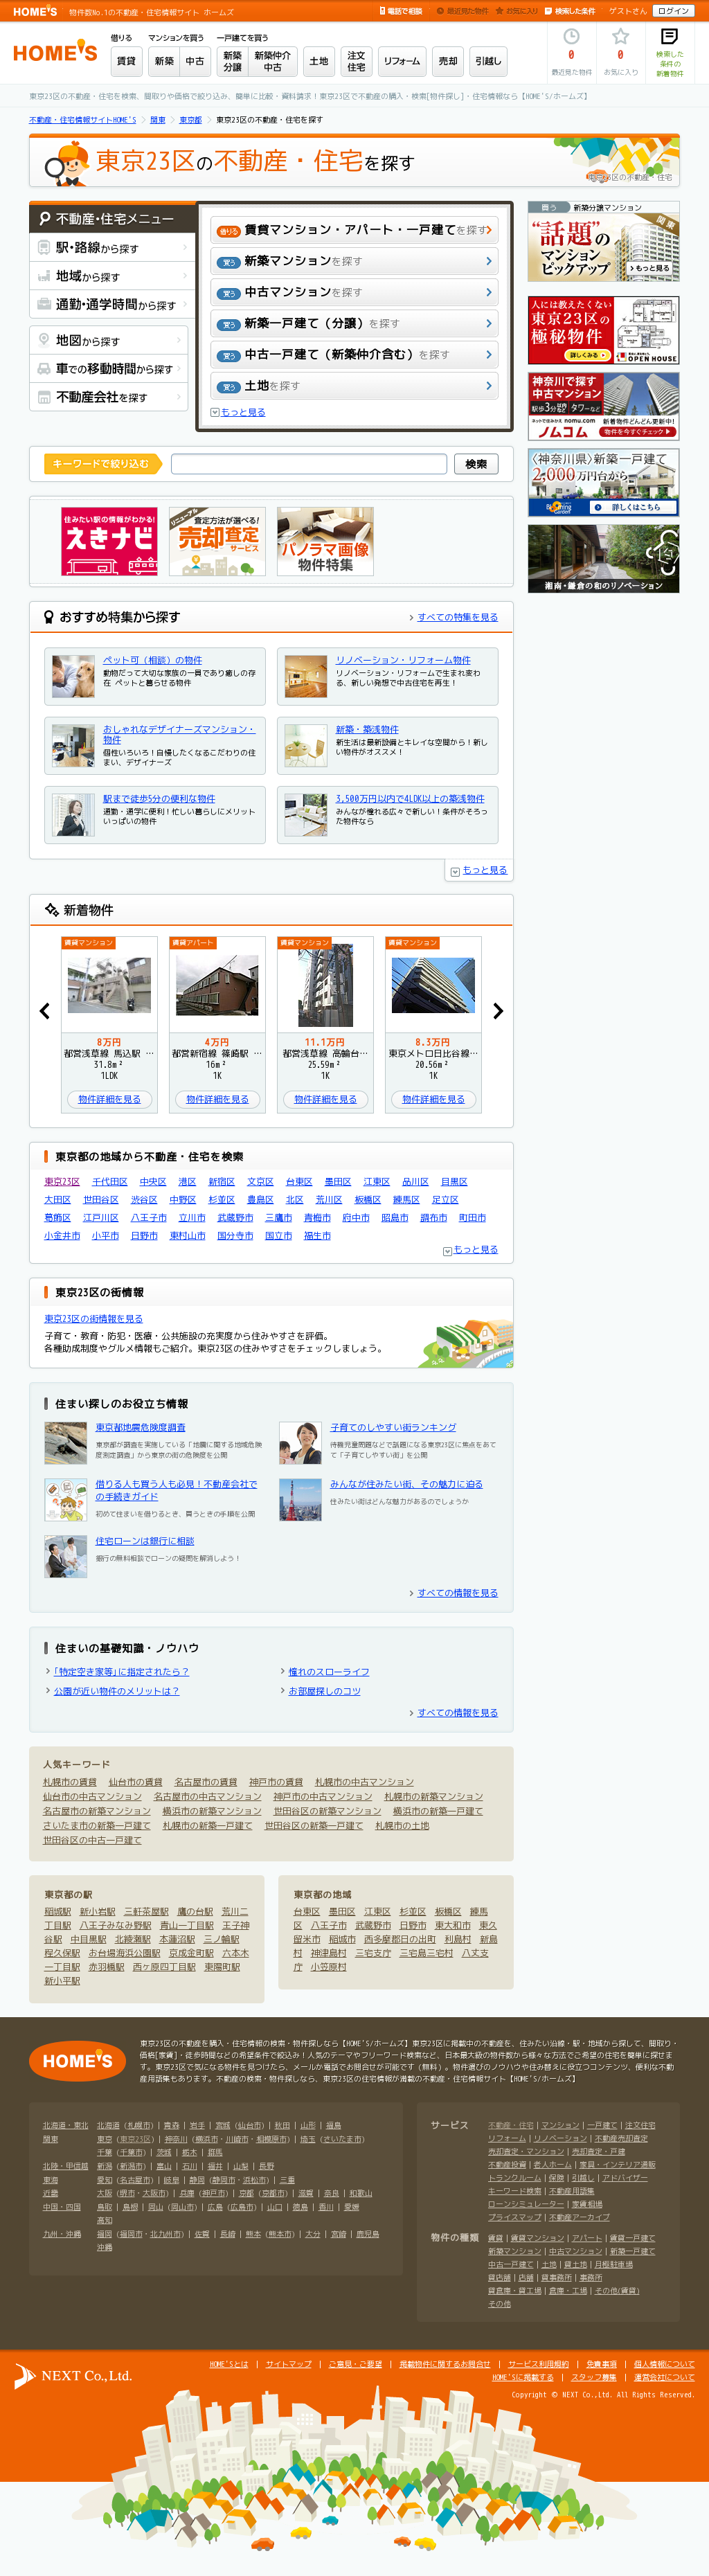 HOME'S 物件数No.1の不動産・住宅情報サイト ホームズ
電話で相談 最近見た物件 お気に入り 検索した条件 ゲストさん ログイン
HOME'S
借りる マンションを買う 一戸建てを買う
賃貸 新築 中古 新築分譲 新築仲介中古 土地 注文住宅 リフォーム 売却 引越し
0 最近見た物件
0 お気に入り
検索した条件の新着物件
東京23区の不動産・住宅を検索、間取りや価格で絞り込み、簡単に比較・資料請求！東京23区で不動産の購入・検索[物件探し]・住宅情報なら【HOME'S/ホームズ】
不動産・住宅情報サイトHOME'S 関東 東京都 東京23区の不動産・住宅を探す
東京23区の不動産・住宅を探す
東京23区の不動産・住宅
不動産・住宅メニュー
駅・路線から探す
地域から探す
通勤・通学時間から探す
地図から探す
車での移動時間から探す
不動産会社を探す
借りる 賃貸マンション・アパート・一戸建てを探す
買う 新築マンションを探す
買う 中古マンションを探す
買う 新築一戸建て（分譲）を探す
買う 中古一戸建て（新築仲介含む）を探す
買う 土地を探す
もっと見る
買う 新築分譲マンション
関東
"話題"のマンションピックアップ
もっと見る
人には教えたくない
東京23区の極秘物件
詳しくみる
OPEN HOUSE
神奈川で探す
中古マンション
駅歩3分 タワーなど
ネットで住みかえ nomu.com 新着物件ぞくぞく更新中!
ノムコム 物件を今すぐチェック
〈神奈川県〉新築一戸建て
2,000万円台から
Blooming Garden 詳しくはこちら
湘南・鎌倉の和のリノベーション
キーワードで絞り込む 検索
住みたい駅の情報がわかる!
えきナビ
リニューアル
査定方法が選べる!
売却査定サービス
パノラマ画像物件特集
おすすめ特集から探す すべての特集を見る
ペット可（相談）の物件
動物だって大切な家族の一員であり癒しの存在 ペットと暮らせる物件
リノベーション・リフォーム物件
リノベーション・リフォームで生まれ変わる、新しい発想で中古住宅を再生！
おしゃれなデザイナーズマンション・物件
個性いろいろ！自慢したくなるこだわりの住まい、デザイナーズ
新築・築浅物件
新生活は最新設備とキレイな空間から！新しい物件がオススメ！
駅まで徒歩5分の便利な物件
通勤・通学に便利！忙しい暮らしにメリットいっぱいの物件
3,500万円以内で4LDK以上の築浅物件
みんなが憧れる広々で新しい！条件がそろった物件なら
もっと見る
新着物件
賃貸マンション 賃貸アパート 賃貸マンション 賃貸マンション
8万円 4万円 11.1万円 8.3万円
都営浅草線 馬込駅 … 都営新宿線 篠崎駅 … 都営浅草線 高輪台… 東京メトロ日比谷線…
31.8m² 16m² 25.59m² 20.56m²
1LDK 1K 1K 1K
物件詳細を見る 物件詳細を見る 物件詳細を見る 物件詳細を見る
東京都の地域から不動産・住宅を検索
東京23区 千代田区 中央区 港区 新宿区 文京区 台東区 墨田区 江東区 品川区 目黒区
大田区 世田谷区 渋谷区 中野区 杉並区 豊島区 北区 荒川区 板橋区 練馬区 足立区
葛飾区 江戸川区 八王子市 立川市 武蔵野市 三鷹市 青梅市 府中市 昭島市 調布市 町田市
小金井市 小平市 日野市 東村山市 国分寺市 国立市 福生市
もっと見る
東京23区の街情報
東京23区の街情報を見る
子育て・教育・防犯・医療・公共施設の充実度から住みやすさを評価。
各種助成制度やグルメ情報もご紹介。東京23区の住みやすさをチェックしましょう。
住まい探しのお役立ち情報
東京都地震危険度調査
東京都が調査を実施している「地震に関する地域危険度測定調査」から東京の街の危険度を公開
子育てのしやすい街ランキング
待機児童問題などで話題になる東京23区に焦点をあてて「子育てしやすい街」を公開
借りる人も買う人も必見！不動産会社での手続きガイド
初めて住まいを借りるとき、買うときの手順を公開
みんなが住みたい街、その魅力に迫る
住みたい街はどんな魅力があるのでしょうか
住宅ローンは銀行に相談
銀行の無料相談でローンの疑問を解消しよう！
すべての情報を見る
住まいの基礎知識・ノウハウ
「特定空き家等」に指定されたら？ 憧れのスローライフ
公園が近い物件のメリットは？ お部屋探しのコツ
すべての情報を見る
人気キーワード
札幌市の賃貸 仙台市の賃貸 名古屋市の賃貸 神戸市の賃貸 札幌市の中古マンション
仙台市の中古マンション 名古屋市の中古マンション 神戸市の中古マンション 札幌市の新築マンション
名古屋市の新築マンション 横浜市の新築マンション 世田谷区の新築マンション 横浜市の新築一戸建て
さいたま市の新築一戸建て 札幌市の新築一戸建て 世田谷区の新築一戸建て 札幌市の土地
世田谷区の中古一戸建て
東京都の駅
稲城駅 新小岩駅 三軒茶屋駅 鷹の台駅 荒川二
丁目駅 八王子みなみ野駅 青山一丁目駅 王子神
谷駅 中目黒駅 北綾瀬駅 本蓮沼駅 三ノ輪駅
程久保駅 お台場海浜公園駅 京成金町駅 六本木
一丁目駅 赤羽橋駅 西ヶ原四丁目駅 東陽町駅
新小平駅
東京都の地域
台東区 墨田区 江東区 杉並区 板橋区 練馬
区 八王子市 武蔵野市 日野市 東大和市 東久
留米市 稲城市 西多摩郡日の出町 利島村 新島
村 神津島村 三宅支庁 三宅島三宅村 八丈支
庁 小笠原村
HOME'S
東京23区の不動産を購入・住宅情報の検索・物件探しなら【HOME'S/ホームズ】東京23区に掲載中の不動産を、住みたい沿線・駅・地域から探して、間取り・価格[家賃]・徒歩時間などの希望条件で絞込み！人気のテーマやフリーワード検索など、日本最大級の物件数から様々な方法でご希望の住宅を簡単に探せます。東京23区で気になる物件を見つけたら、メールか電話でお問合せが可能です（無料）。物件選びのノウハウや住み替えに役立つコンテンツ、便利な不動産用語集もあります。不動産の検索・物件探しなら、東京23区の住宅情報が満載の不動産・住宅情報サイト【HOME'S/ホームズ】
北海道・東北 北海道 (札幌市) | 青森 | 岩手 | 宮城 (仙台市) | 秋田 | 山形 | 福島
関東 東京 (東京23区) | 神奈川 (横浜市・川崎市・相模原市) | 埼玉 (さいたま市)
千葉 (千葉市) | 茨城 | 栃木 | 群馬
北陸・甲信越 新潟 (新潟市) | 富山 | 石川 | 福井 | 山梨 | 長野
東海 愛知 (名古屋市) | 岐阜 | 静岡 (静岡市・浜松市) | 三重
近畿 大阪 (堺市・大阪市) | 兵庫 (神戸市) | 京都 (京都市) | 滋賀 | 奈良 | 和歌山
中国・四国 鳥取 | 島根 | 岡山 (岡山市) | 広島 (広島市) | 山口 | 徳島 | 香川 | 愛媛
高知
九州・沖縄 福岡 (福岡市・北九州市) | 佐賀 | 長崎 | 熊本 (熊本市) | 大分 | 宮崎 | 鹿児島
沖縄
サービス 不動産・住宅 | マンション | 一戸建て | 注文住宅
リフォーム | リノベーション | 不動産売却査定
売却査定・マンション | 売却査定・戸建
不動産投資 | 老人ホーム | 家具・インテリア通販
トランクルーム | 保険 | 引越し | アドバイザー
キーワード検索 | 不動産用語集
ローンシミュレーター | 家賃相場
プライスマップ | 不動産アーカイブ
物件の種類 賃貸 | 賃貸マンション | アパート | 賃貸一戸建て
新築マンション | 中古マンション | 新築一戸建て
中古一戸建て | 土地 | 貸土地 | 月極駐車場
貸店舗 | 店舗 | 貸事務所 | 事務所
貸倉庫・貸工場 | 倉庫・工場 | その他(賃貸)
その他
NEXT Co.,Ltd.
HOME'Sとは | サイトマップ | ご意見・ご要望 | 掲載物件に関するお問合せ | サービス利用規約 | 免責事項 | 個人情報について
HOME'Sに掲載する | スタッフ募集 | 運営会社について
Copyright © NEXT Co.,Ltd. All Rights Reserved.